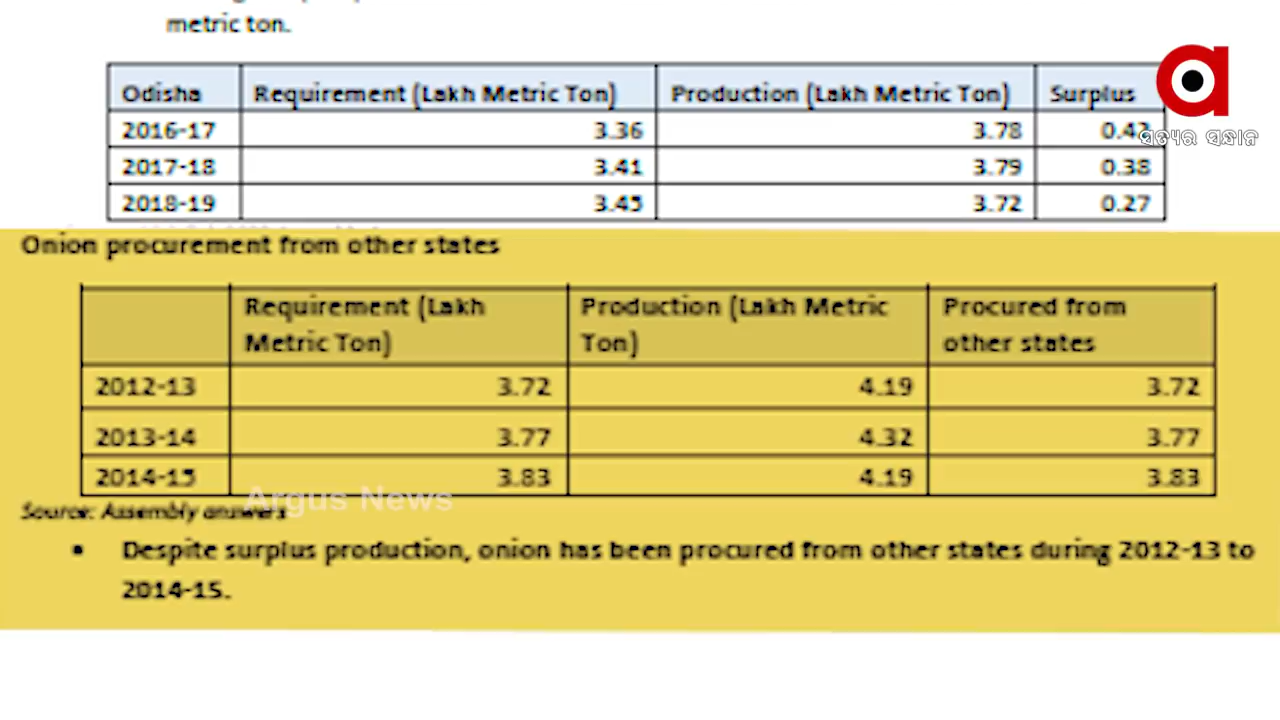 metric ton.
Odisha Requirement (Lakh Metric Ton) Production (Lakh Metric Ton) Surplus
2016-17 3.36 3.78 0.42
2017-18 3.41 3.79 0.38
2018-19 3.45 3.72 0.27
ସତ୍ୟର ସନ୍ଧାନ
Onion procurement from other states
Requirement (Lakh Metric Ton) Production (Lakh Metric Ton) Procured from other states
2012-13 3.72 4.19 3.72
2013-14 3.77 4.32 3.77
2014-15 3.83 4.19 3.83
Argus News
Source: Assembly answers
• Despite surplus production, onion has been procured from other states during 2012-13 to
2014-15.